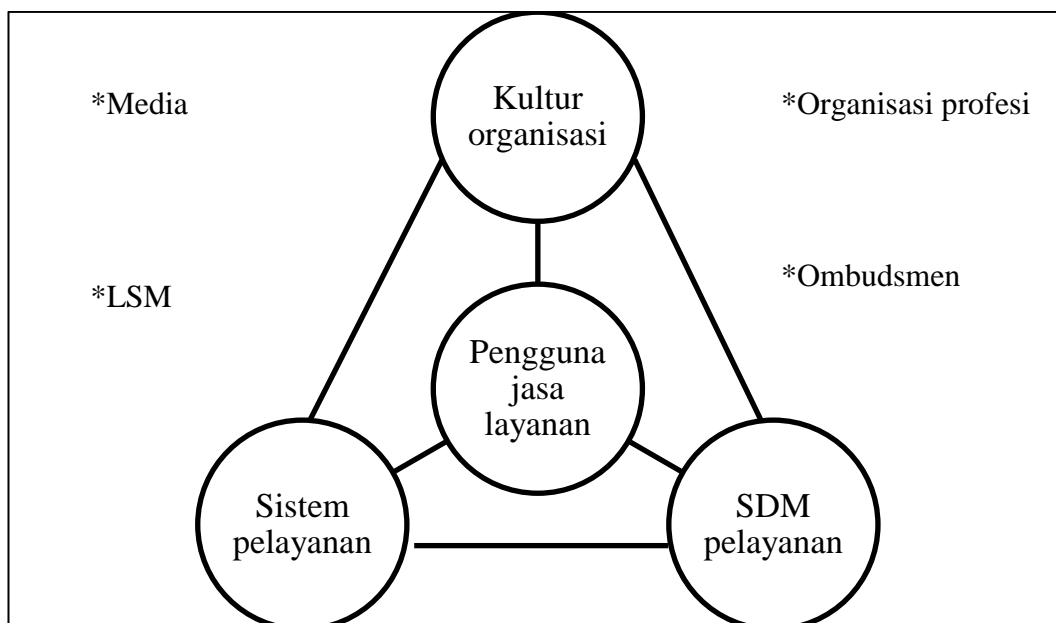 *Media
Kultur
organisasi
*Organisasi profesi
*LSM
*Ombudsmen
Pengguna
jasa
layanan
Sistem
pelayanan
SDM
pelayanan